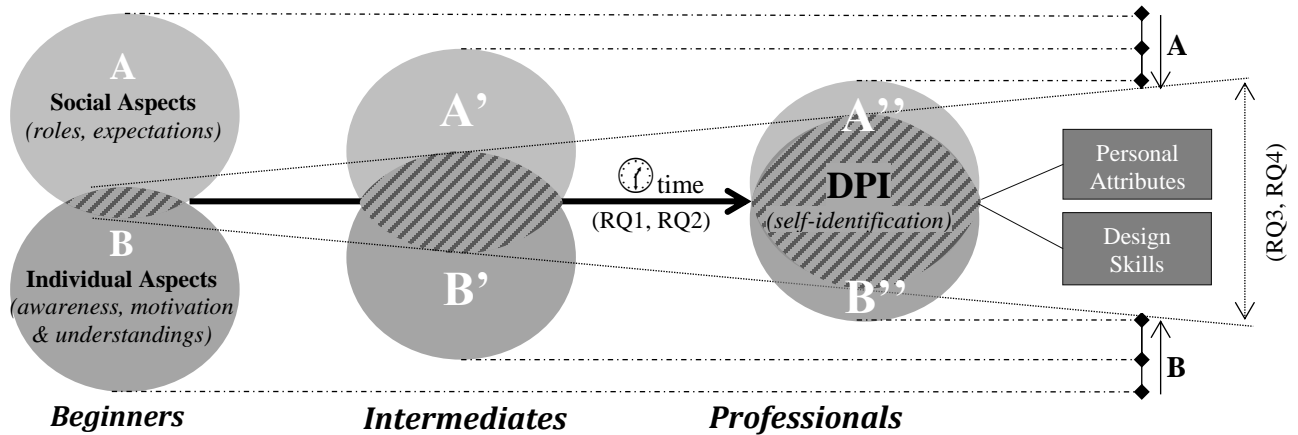 A
Social Aspects
(roles, expectations)
B
Individual Aspects
(awareness, motivation
& understandings)
Beginners
A'
B'
Intermediates
time
(RQ1, RQ2)
A''
DPI
(self-identification)
B''
Professionals
Personal
Attributes
Design
Skills
A
B
(RQ3, RQ4)